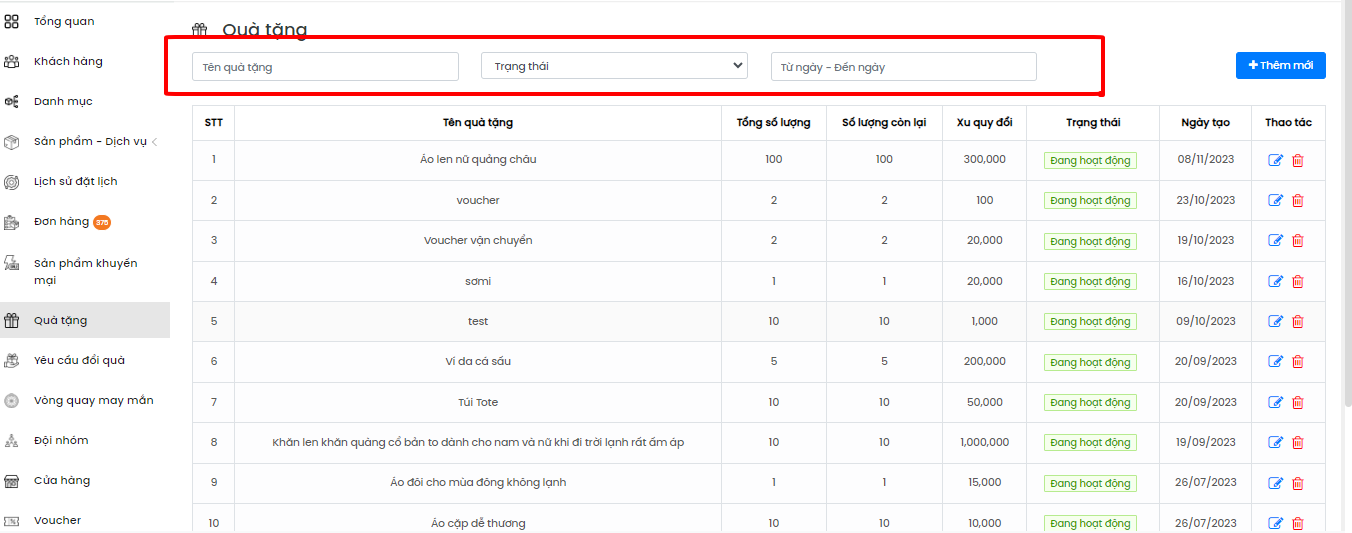 Tổng quan
Khách hàng
Danh mục
Sản phẩm - Dịch vụ
Lịch sử đặt lịch
Đơn hàng 376
Sản phẩm khuyến
mại
Quà tặng
Yêu cầu đổi quà
Vòng quay may mắn
Đội nhóm
Cửa hàng
Voucher
Quà tặng
Tên quà tặng Trạng thái Từ ngày - Đến ngày + Thêm mới
STT Tên quà tặng Tổng số lượng Số lượng còn lại Xu quy đổi Trạng thái Ngày tạo Thao tác
1 Áo len nữ quảng châu 100 100 300,000 Đang hoạt động 08/11/2023
2 voucher 2 2 100 Đang hoạt động 23/10/2023
3 Voucher vận chuyển 2 2 20,000 Đang hoạt động 19/10/2023
4 sơmi 1 1 20,000 Đang hoạt động 16/10/2023
5 test 10 10 1,000 Đang hoạt động 09/10/2023
6 Ví da cá sấu 5 5 200,000 Đang hoạt động 20/09/2023
7 Túi Tote 10 10 50,000 Đang hoạt động 20/09/2023
8 Khăn len khăn quàng cổ bản to dành cho nam và nữ khi đi trời lạnh rất ấm áp 10 10 1,000,000 Đang hoạt động 19/09/2023
9 Áo đôi cho mùa đông không lạnh 1 1 15,000 Đang hoạt động 26/07/2023
10 Áo cặp dễ thương 10 10 10,000 Đang hoạt động 26/07/2023